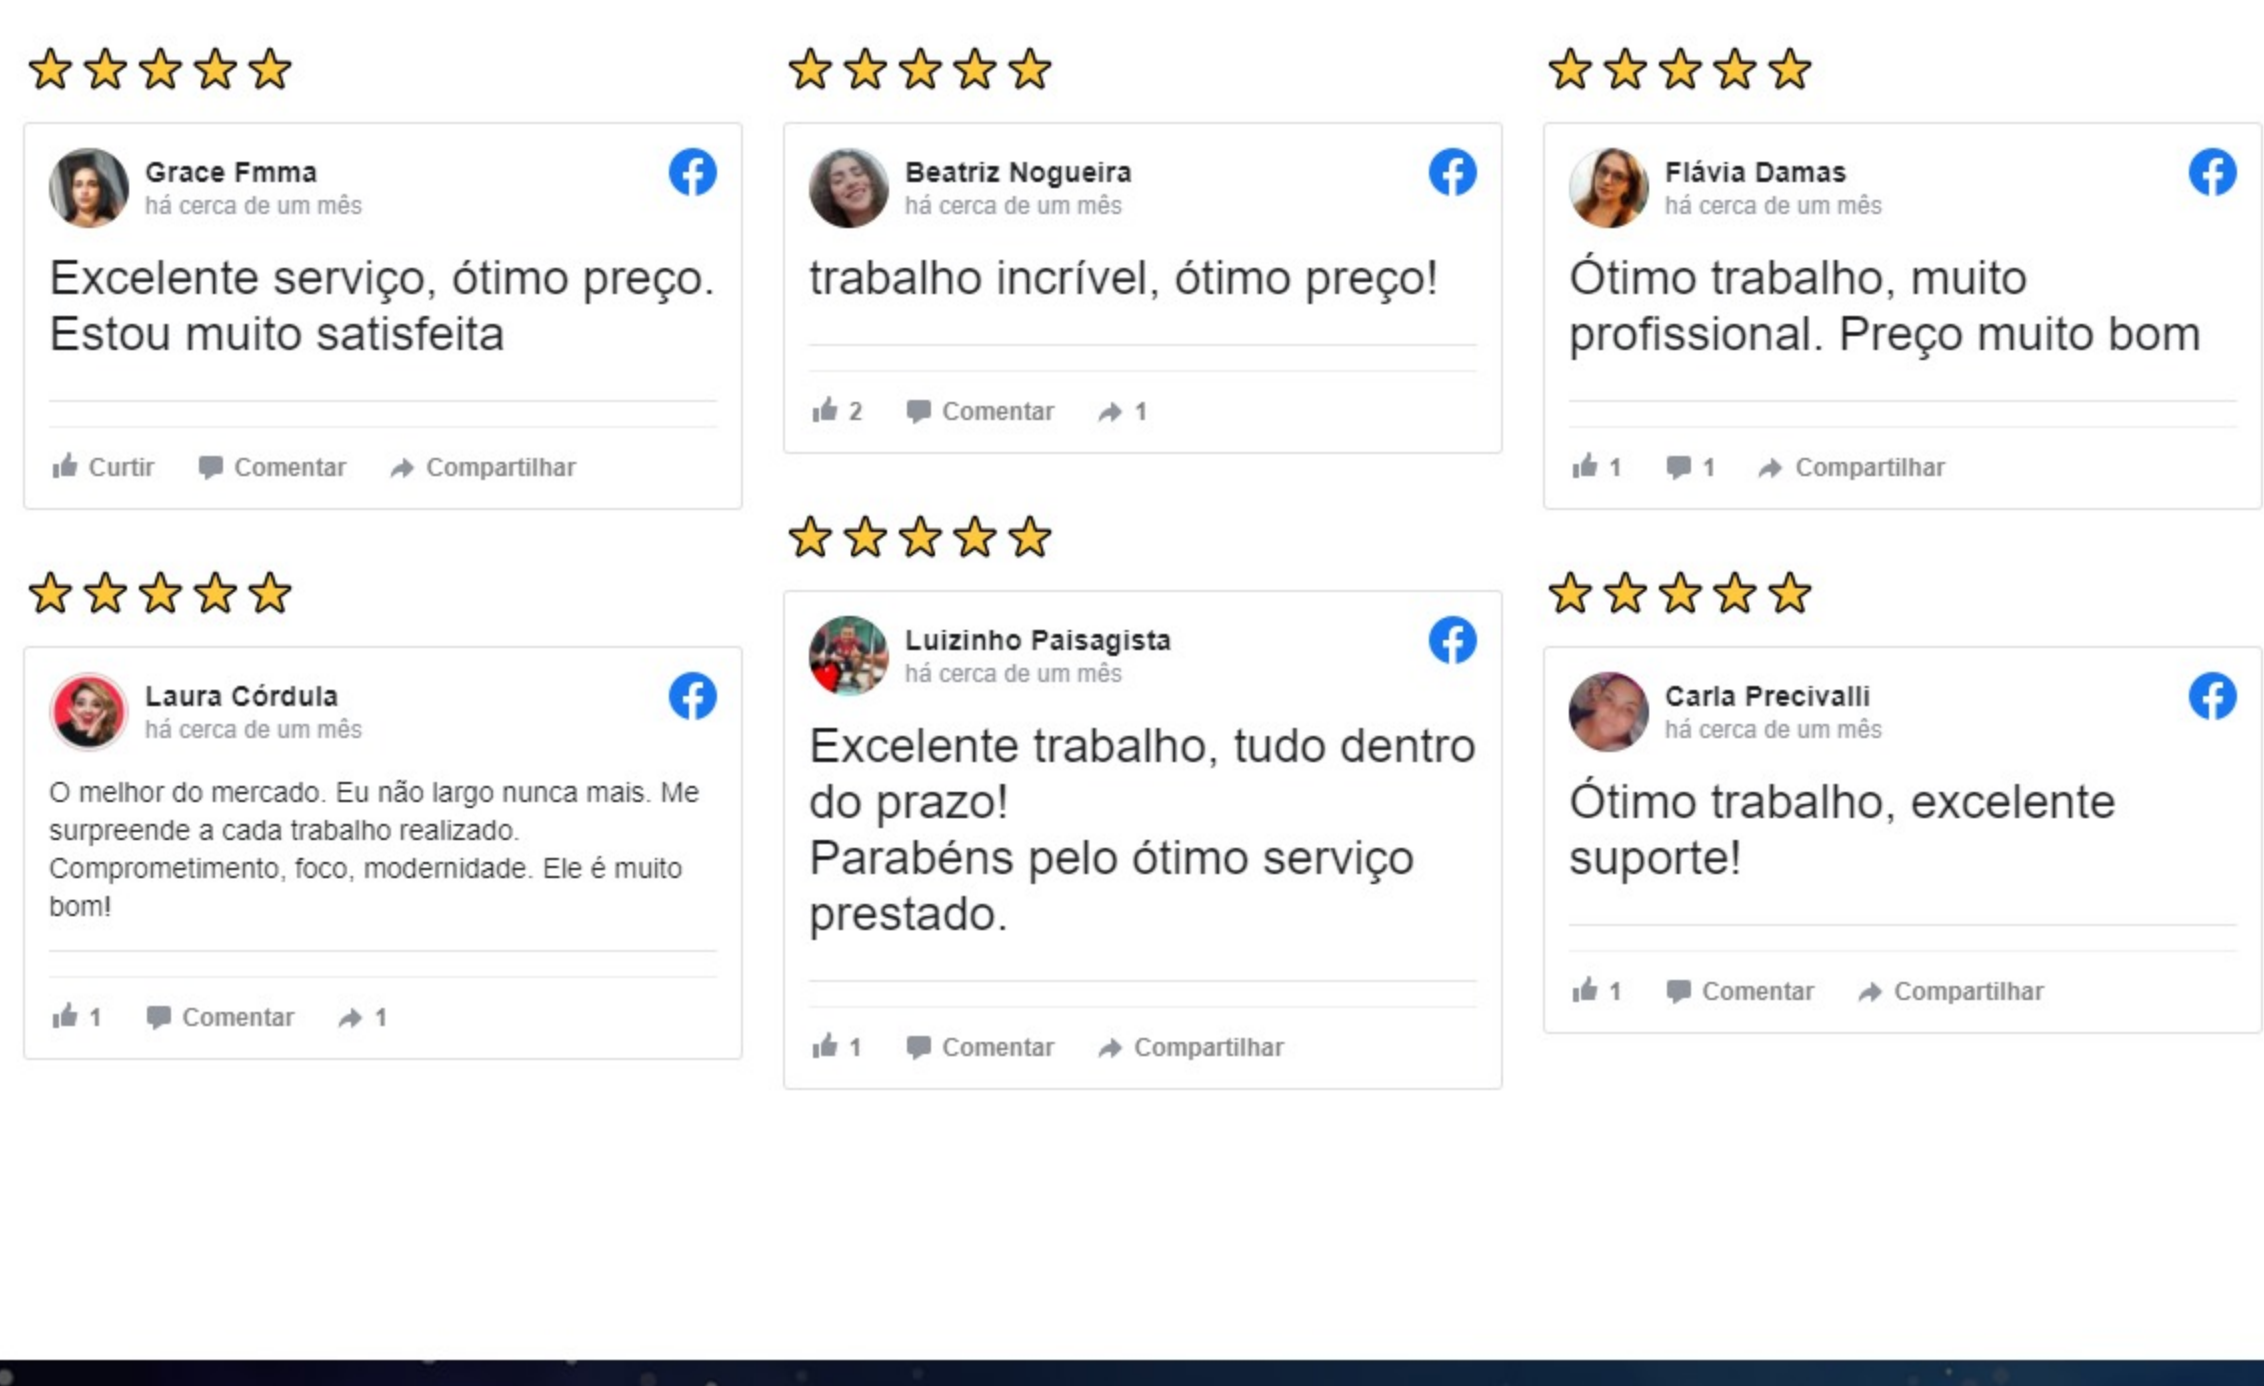 Grace Fmma
há cerca de um mês
Excelente serviço, ótimo preço.
Estou muito satisfeita
Curtir Comentar Compartilhar
Beatriz Nogueira
há cerca de um mês
trabalho incrível, ótimo preço!
2 Comentar 1
Flávia Damas
há cerca de um mês
Ótimo trabalho, muito
profissional. Preço muito bom
1 1 Compartilhar
Laura Córdula
há cerca de um mês
O melhor do mercado. Eu não largo nunca mais. Me
surpreende a cada trabalho realizado.
Comprometimento, foco, modernidade. Ele é muito
bom!
1 Comentar 1
Luizinho Paisagista
há cerca de um mês
Excelente trabalho, tudo dentro
do prazo!
Parabéns pelo ótimo serviço
prestado.
1 Comentar Compartilhar
Carla Precivalli
há cerca de um mês
Ótimo trabalho, excelente
suporte!
1 Comentar Compartilhar